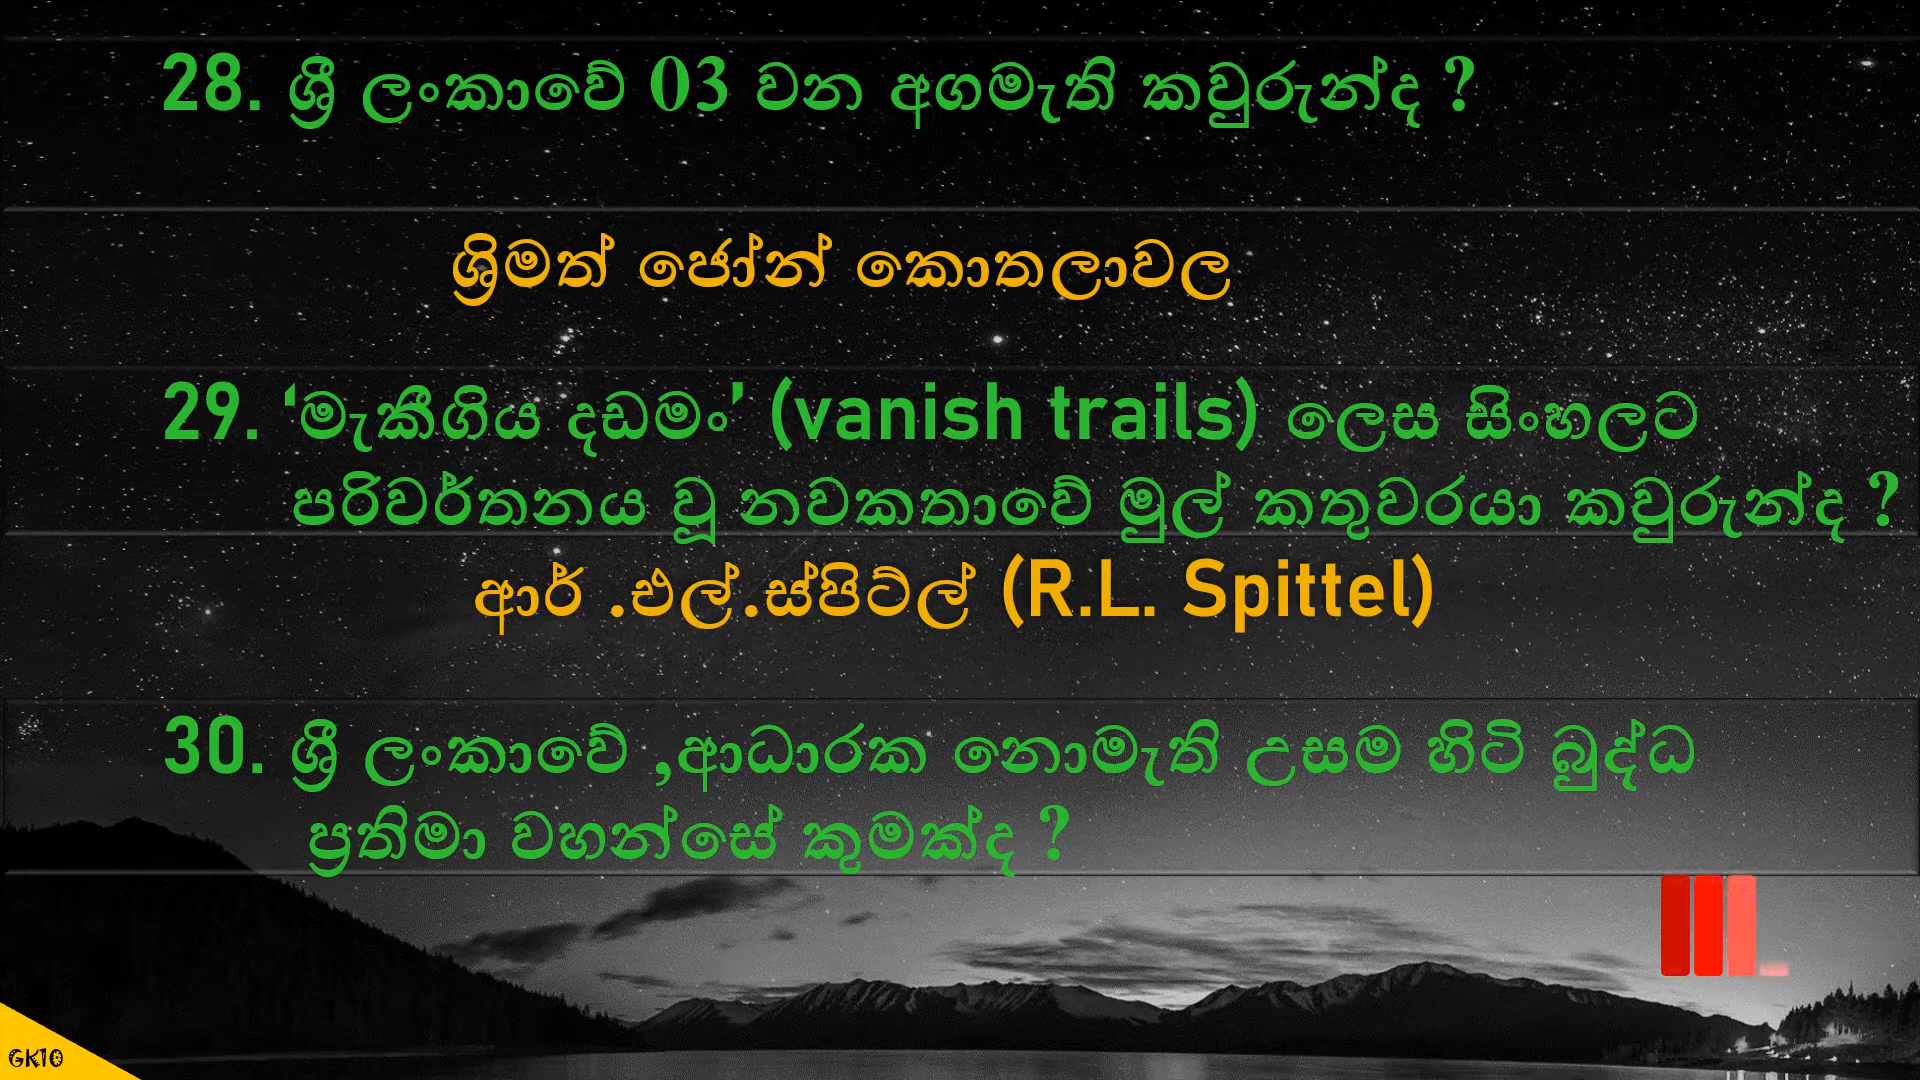 28. ශ්‍රී ලංකාවේ 03 වන අගමැති කවුරුන්ද ?
ශ්‍රිමත් ජෝන් කොතලාවල
29. ‘මැකීගිය දඩමං’ (vanish trails) ලෙස සිංහලට
පරිවර්තනය වූ නවකතාවේ මුල් කතුවරයා කවුරුන්ද ?
ආර් .එල්.ස්පිට්ල් (R.L. Spittel)
30. ශ්‍රී ලංකාවේ ,ආධාරක නොමැති උසම හිටි බුද්ධ
ප්‍රතිමා වහන්සේ කුමක්ද ?
GK10